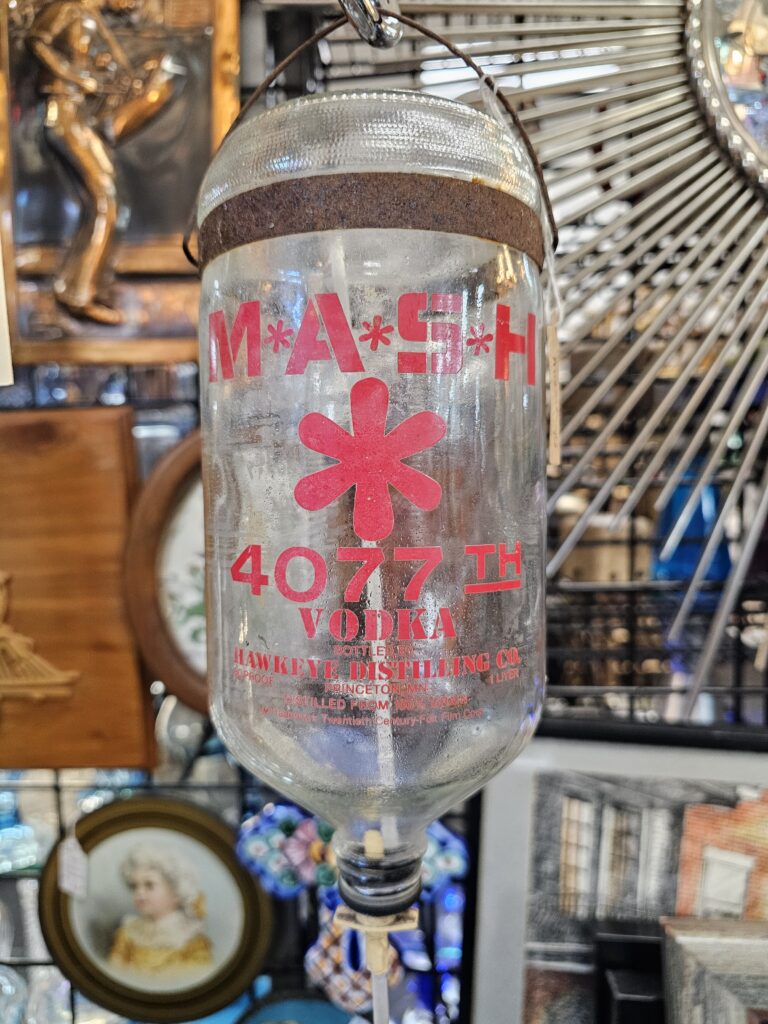 M*A*S*H
4077TH
VODKA
BOTTLED BY
HAWKEYE DISTILLING CO.
PROOF PRINCETON, MN. 1 LITER
DISTILLED FROM 100% GRAIN
Twentieth Century-Fox Film Corp.